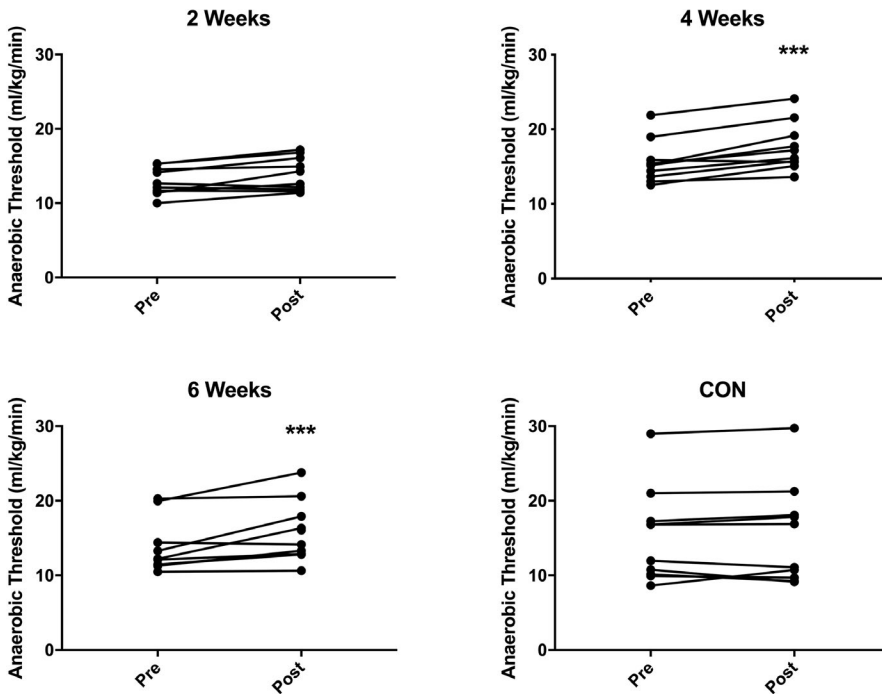 2 Weeks
Anaerobic Threshold (ml/kg/min)
30
20
10
0
Pre
Post
4 Weeks
***
Anaerobic Threshold (ml/kg/min)
30
20
10
0
Pre
Post
6 Weeks
***
Anaerobic Threshold (ml/kg/min)
30
20
10
0
Pre
Post
CON
Anaerobic Threshold (ml/kg/min)
30
20
10
0
Pre
Post